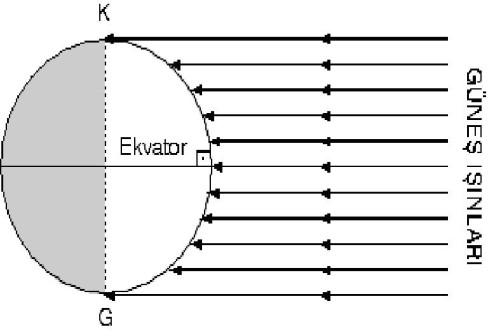 K
Ekvator
GÜNEŞ IŞINLARI
G